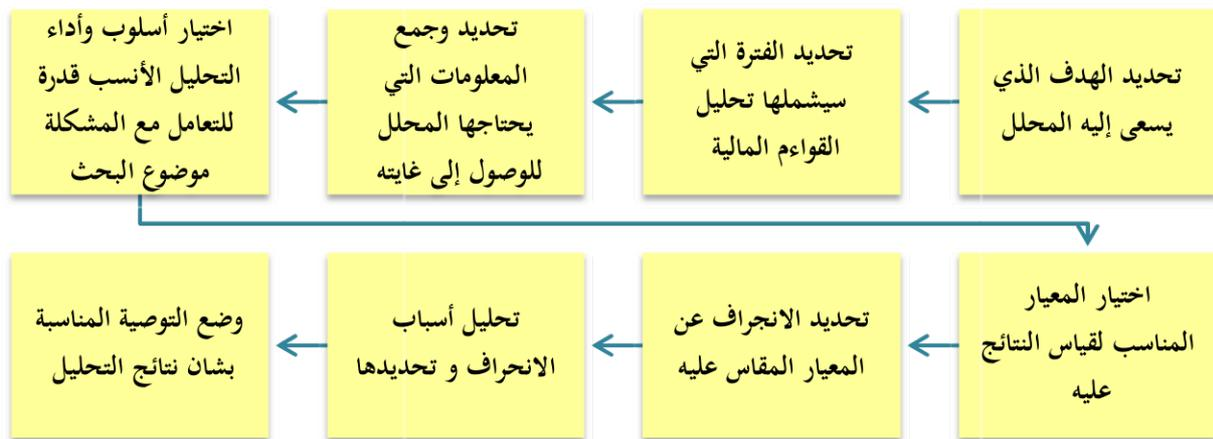 تحديد الهدف الذي
يسعى إليه المحلل
تحديد الفترة التي
سيشملها تحليل
القواءم المالية
تحديد وجمع
المعلومات التي
يحتاجها المحلل
للوصول إلى غايته
اختيار أسلوب وأداء
التحليل الأنسب قدرة
للتعامل مع المشكلة
موضوع البحث
اختيار المعيار
المناسب لقياس النتائج
عليه
تحديد الانجراف عن
المعيار المقاس عليه
تحليل أسباب
الانحراف و تحديدها
وضع التوصية المناسبة
بشان نتائج التحليل